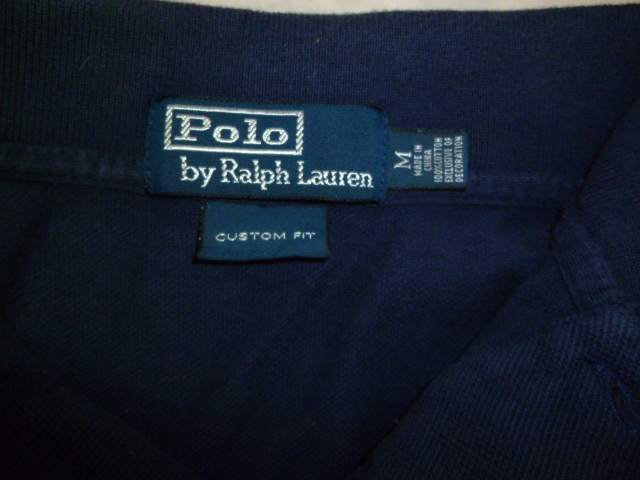 Polo
by Ralph Lauren
M
MADE IN
CHINA
100%COTTON
EXCLUSIVE OF
DECORATION
CUSTOM FIT